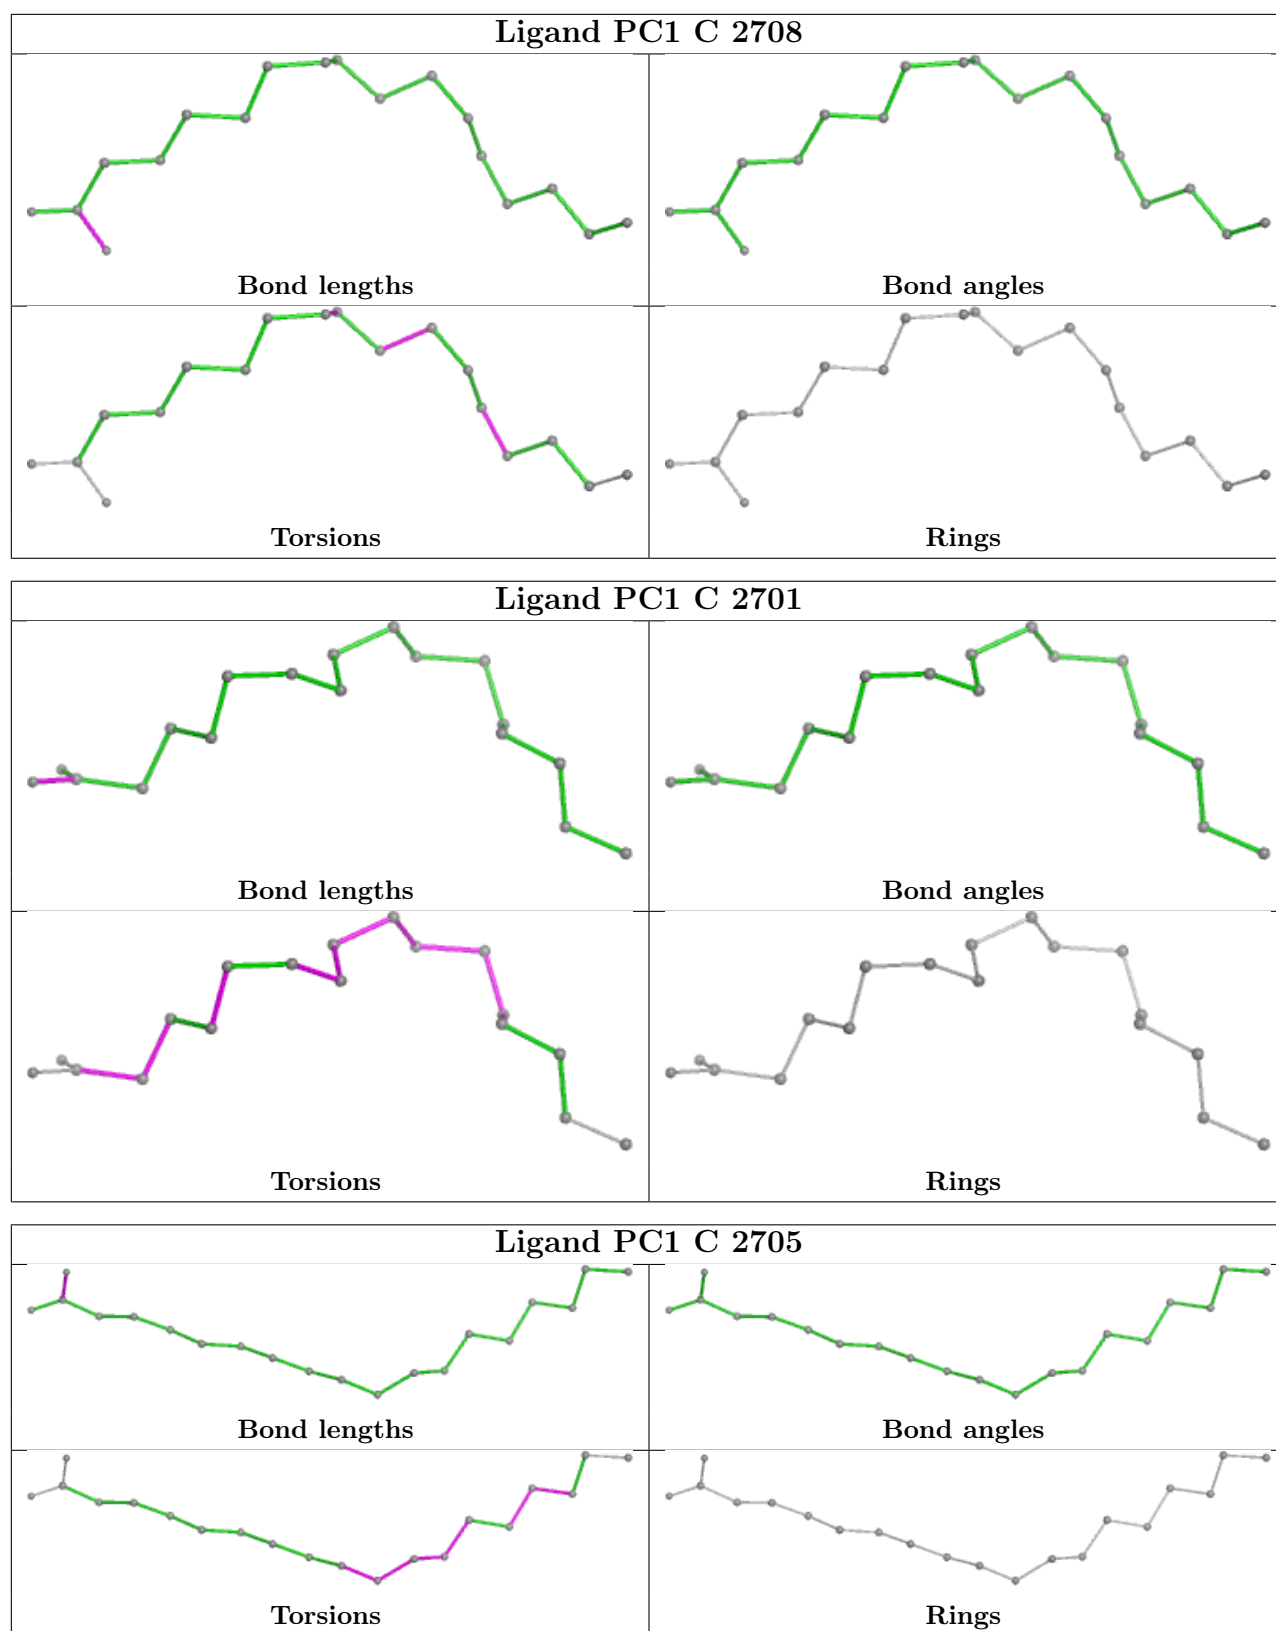 Ligand PC1 C 2708
Bond lengths
Bond angles
Torsions
Rings
Ligand PC1 C 2701
Bond lengths
Bond angles
Torsions
Rings
Ligand PC1 C 2705
Bond lengths
Bond angles
Torsions
Rings